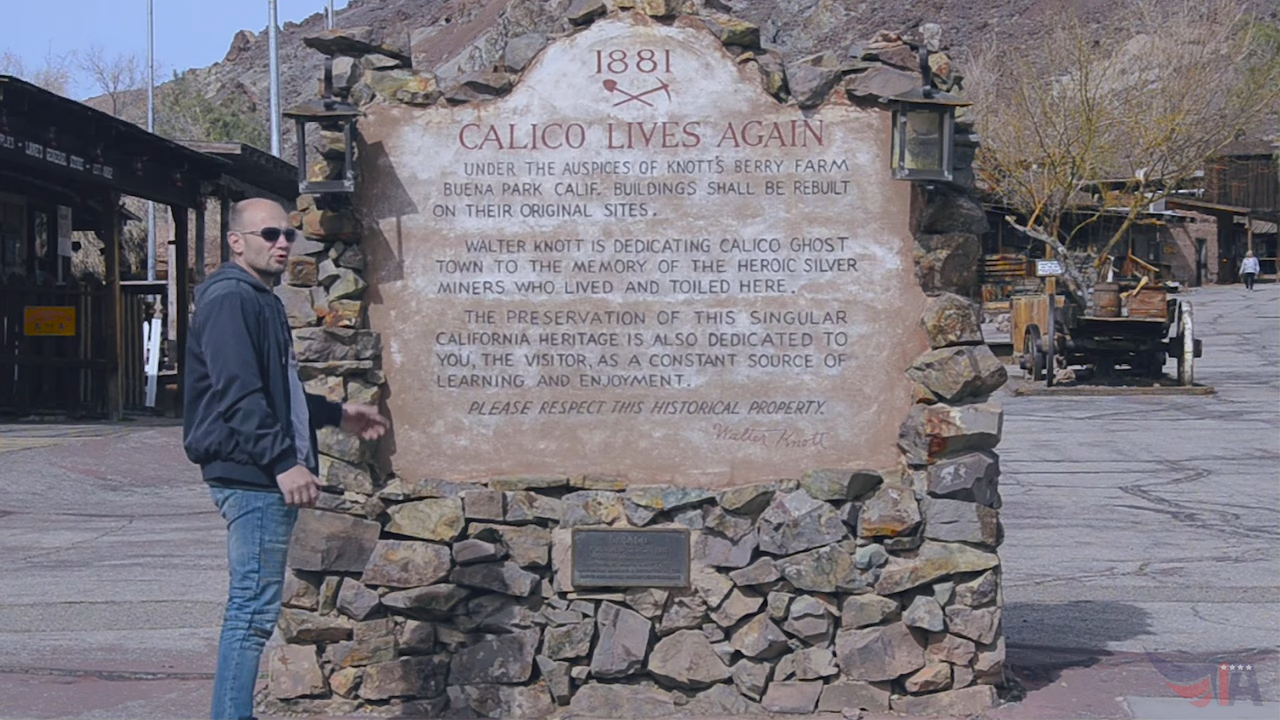 1881
CALICO LIVES AGAIN
UNDER THE AUSPICES OF KNOTT'S BERRY FARM
BUENA PARK CALIF. BUILDINGS SHALL BE REBUILT
ON THEIR ORIGINAL SITES.
WALTER KNOTT IS DEDICATING CALICO GHOST
TOWN TO THE MEMORY OF THE HEROIC SILVER
MINERS WHO LIVED AND TOILED HERE.
THE PRESERVATION OF THIS SINGULAR
CALIFORNIA HERITAGE IS ALSO DEDICATED TO
YOU, THE VISITOR, AS A CONSTANT SOURCE OF
LEARNING AND ENJOYMENT.
PLEASE RESPECT THIS HISTORICAL PROPERTY.
Walter Knott
GENERAL STORE
IA